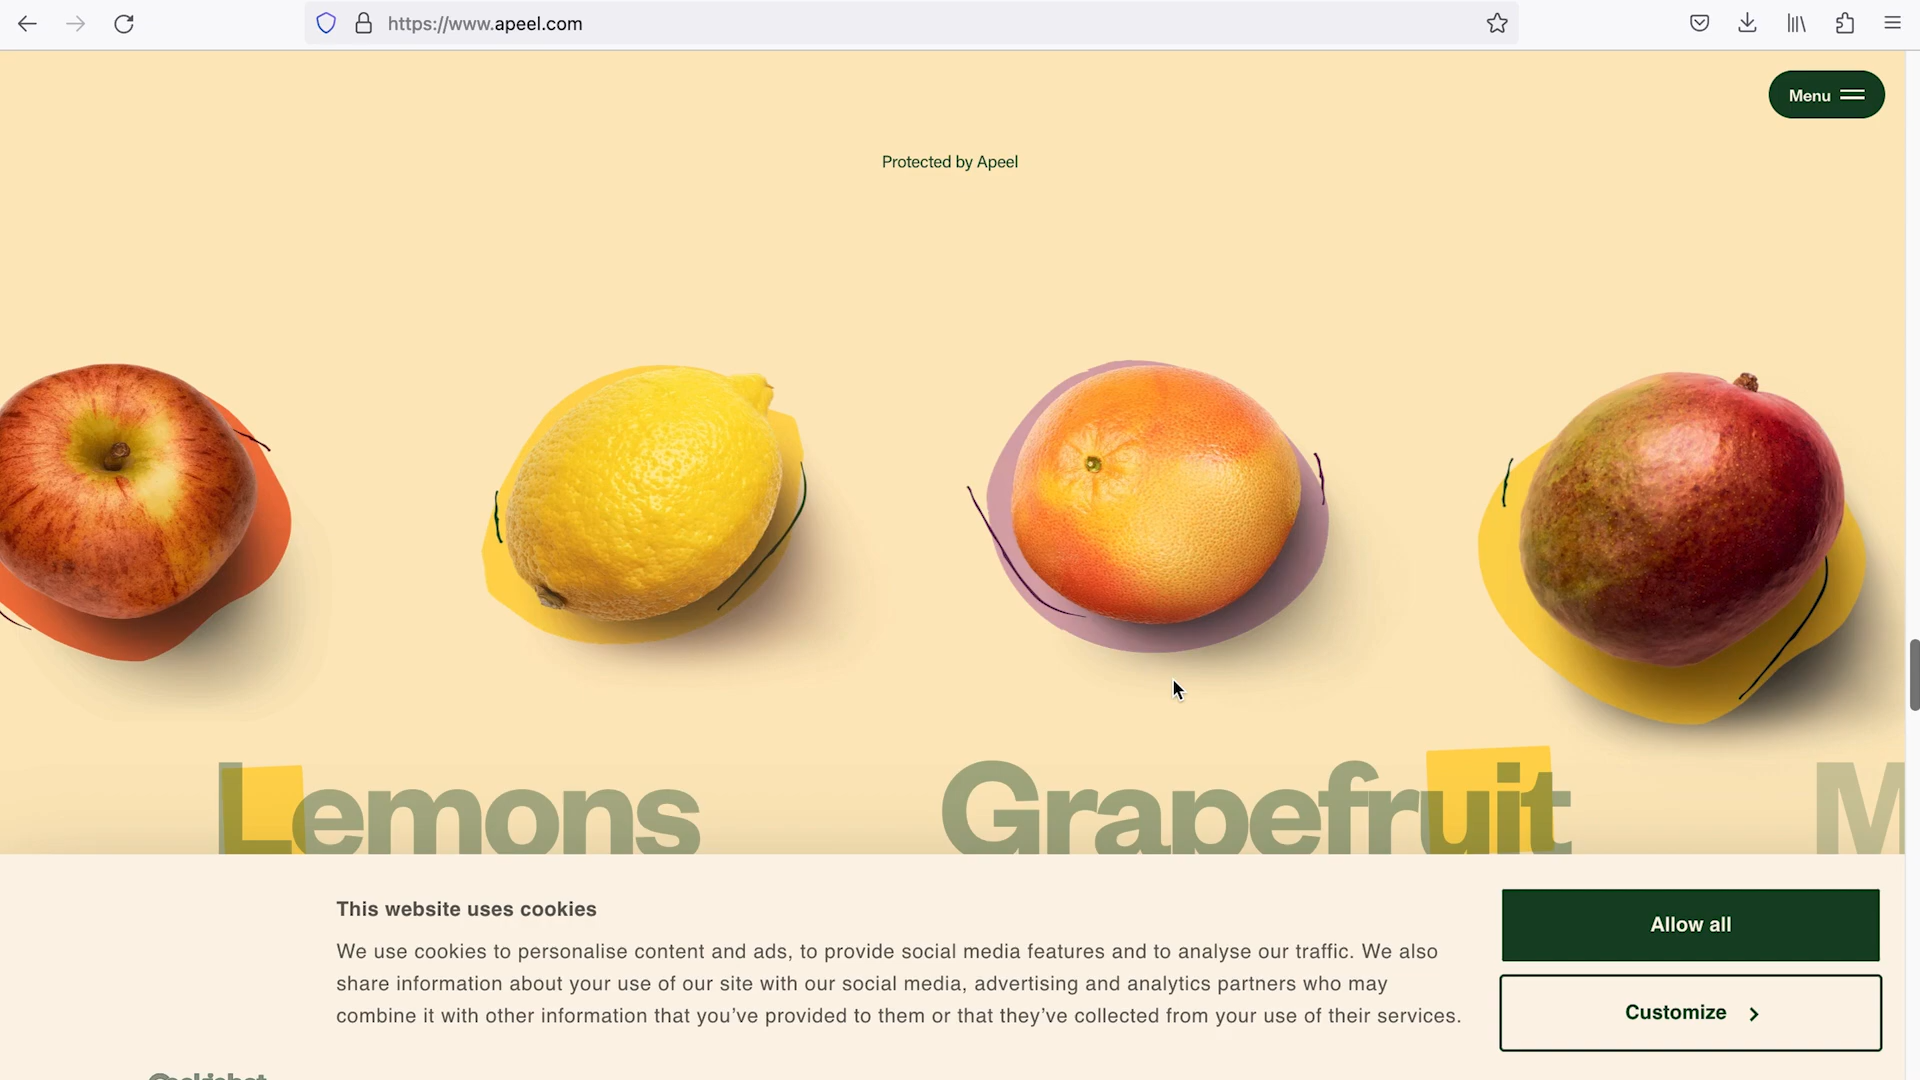 https://www.apeel.com
Menu
Protected by Apeel
Lemons
Grapefruit
M
This website uses cookies
We use cookies to personalise content and ads, to provide social media features and to analyse our traffic. We also
share information about your use of our site with our social media, advertising and analytics partners who may
combine it with other information that you've provided to them or that they've collected from your use of their services.
Allow all
Customize